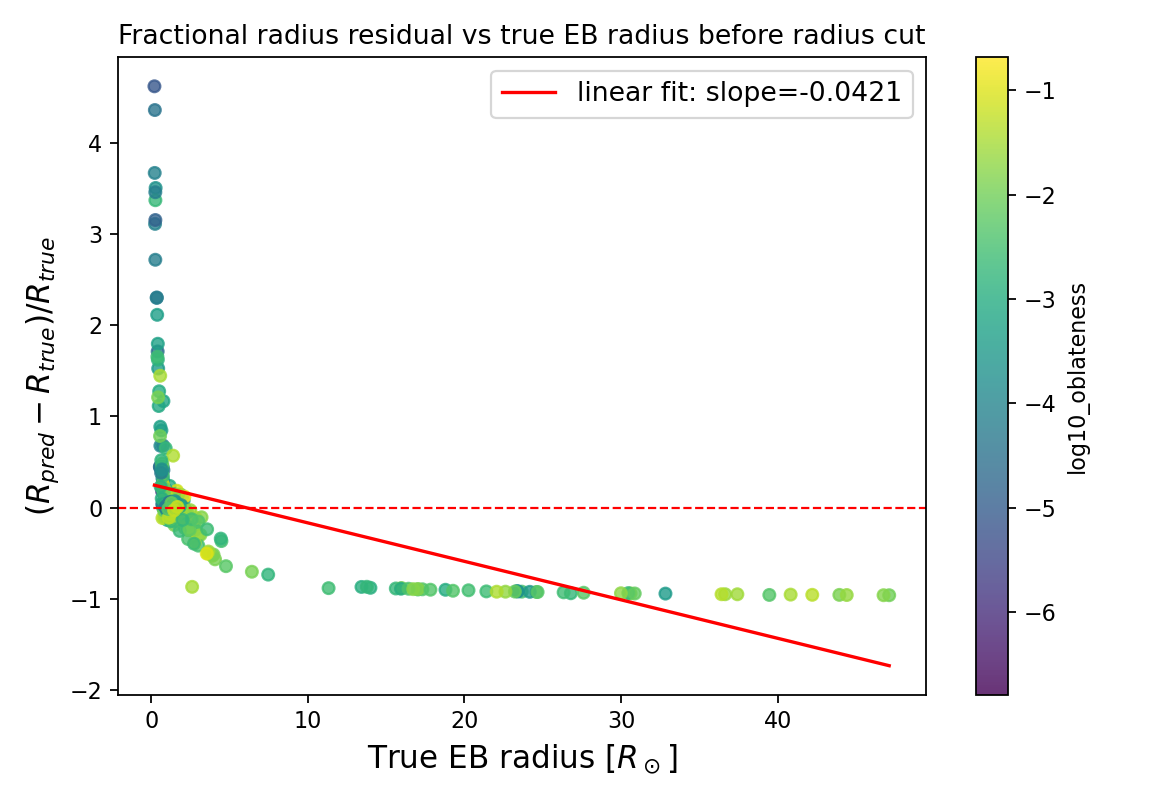 Fractional radius residual vs true EB radius before radius cut
linear fit: slope=-0.0421
(R_pred − R_true)/R_true
4
3
2
1
0
−1
−2
0 10 20 30 40
True EB radius [R_⊙]
−1
−2
−3
−4
−5
−6
log10_oblateness